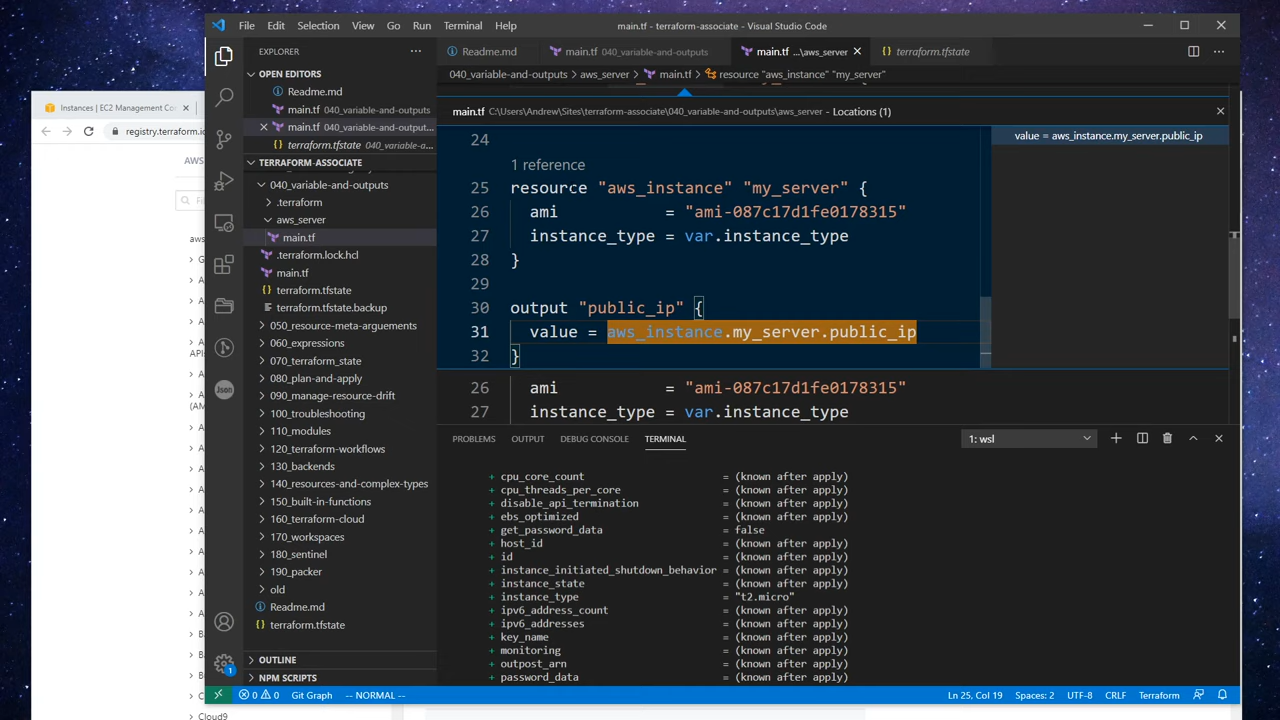 File Edit Selection View Go Run Terminal Help main.tf - terraform-associate - Visual Studio Code
EXPLORER
OPEN EDITORS
Readme.md
main.tf 040_variable-and-outputs
main.tf 040_variable-and-output...
terraform.tfstate 040_variable-a...
TERRAFORM-ASSOCIATE
040_variable-and-outputs
.terraform
aws_server
main.tf
.terraform.lock.hcl
main.tf
terraform.tfstate
terraform.tfstate.backup
050_resource-meta-arguements
060_expressions
070_terraform_state
080_plan-and-apply
090_manage-resource-drift
100_troubleshooting
110_modules
120_terraform-workflows
130_backends
140_resources-and-complex-types
150_built-in-functions
160_terraform-cloud
170_workspaces
180_sentinel
190_packer
old
Readme.md
terraform.tfstate
OUTLINE
NPM SCRIPTS
Readme.md main.tf 040_variable-and-outputs main.tf ...\aws_server terraform.tfstate
040_variable-and-outputs > aws_server > main.tf > resource "aws_instance" "my_server"
main.tf C:\Users\Andrew\Sites\terraform-associate\040_variable-and-outputs\aws_server - Locations (1)
24
1 reference
25 resource "aws_instance" "my_server" {
26 ami = "ami-087c17d1fe0178315"
27 instance_type = var.instance_type
28 }
29
30 output "public_ip" {
31 value = aws_instance.my_server.public_ip
32 }
value = aws_instance.my_server.public_ip
26 ami = "ami-087c17d1fe0178315"
27 instance_type = var.instance_type
PROBLEMS OUTPUT DEBUG CONSOLE TERMINAL 1: wsl
+ cpu_core_count = (known after apply)
+ cpu_threads_per_core = (known after apply)
+ disable_api_termination = (known after apply)
+ ebs_optimized = (known after apply)
+ get_password_data = false
+ host_id = (known after apply)
+ id = (known after apply)
+ instance_initiated_shutdown_behavior = (known after apply)
+ instance_state = (known after apply)
+ instance_type = "t2.micro"
+ ipv6_address_count = (known after apply)
+ ipv6_addresses = (known after apply)
+ key_name = (known after apply)
+ monitoring = (known after apply)
+ outpost_arn = (known after apply)
+ password_data = (known after apply)
0 0 Git Graph -- NORMAL -- Ln 25, Col 19 Spaces: 2 UTF-8 CRLF Terraform
1
Json
Instances | EC2 Management Co
registry.terraform.io
AWS
aws
APIs
(AM
Cloud9